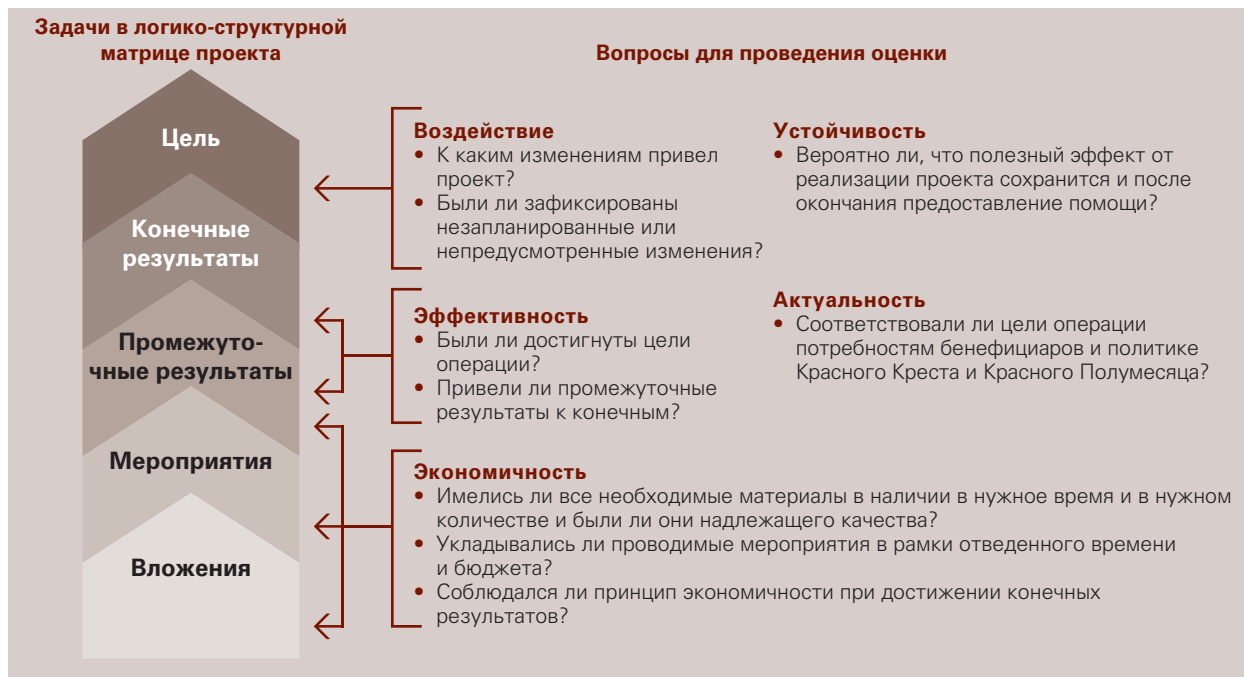 Задачи в логико-структурной
матрице проекта
Вопросы для проведения оценки
Цель
Конечные
результаты
Промежуто-
чные результаты
Мероприятия
Вложения
Воздействие
• К каким изменениям привел
проект?
• Были ли зафиксированы
незапланированные или
непредусмотренные изменения?
Устойчивость
• Вероятно ли, что полезный эффект от
реализации проекта сохранится и после
окончания предоставление помощи?
Эффективность
• Были ли достигнуты цели
операции?
• Привели ли промежуточные
результаты к конечным?
Актуальность
• Соответствовали ли цели операции
потребностям бенефициаров и политике
Красного Креста и Красного Полумесяца?
Экономичность
• Имелись ли все необходимые материалы в наличии в нужное время и в нужном
количестве и были ли они надлежащего качества?
• Укладывались ли проводимые мероприятия в рамки отведенного времени
и бюджета?
• Соблюдался ли принцип экономичности при достижении конечных
результатов?